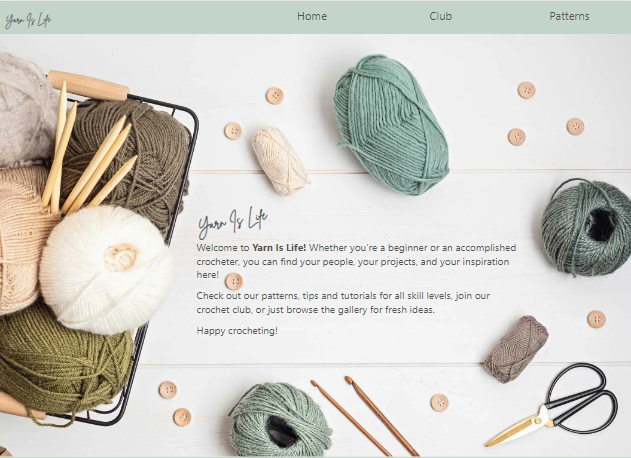 Yarn Is Life
Home
Club
Patterns
Yarn Is Life
Welcome to Yarn Is Life! Whether you're a beginner or an accomplished
crocheter, you can find your people, your projects, and your inspiration
here!
Check out our patterns, tips and tutorials for all skill levels, join our
crochet club, or just browse the gallery for fresh ideas.
Happy crocheting!